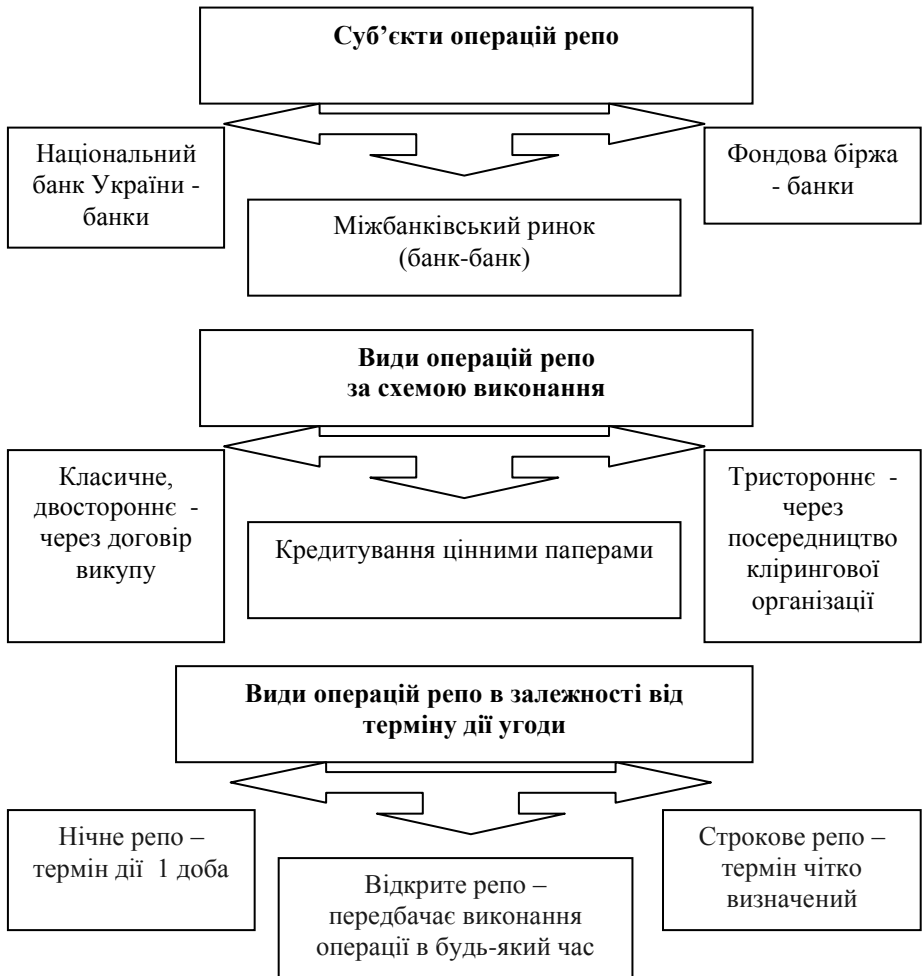 Суб’єкти операцій репо
Національний
банк України -
банки
Міжбанківський ринок
(банк-банк)
Фондова біржа
- банки
Види операцій репо
за схемою виконання
Класичне,
двостороннє -
через договір
викупу
Кредитування цінними паперами
Тристороннє -
через
посередництво
клірингової
організації
Види операцій репо в залежності від
терміну дії угоди
Нічне репо –
термін дії 1 доба
Відкрите репо –
передбачає виконання
операції в будь-який час
Строкове репо –
термін чітко
визначений